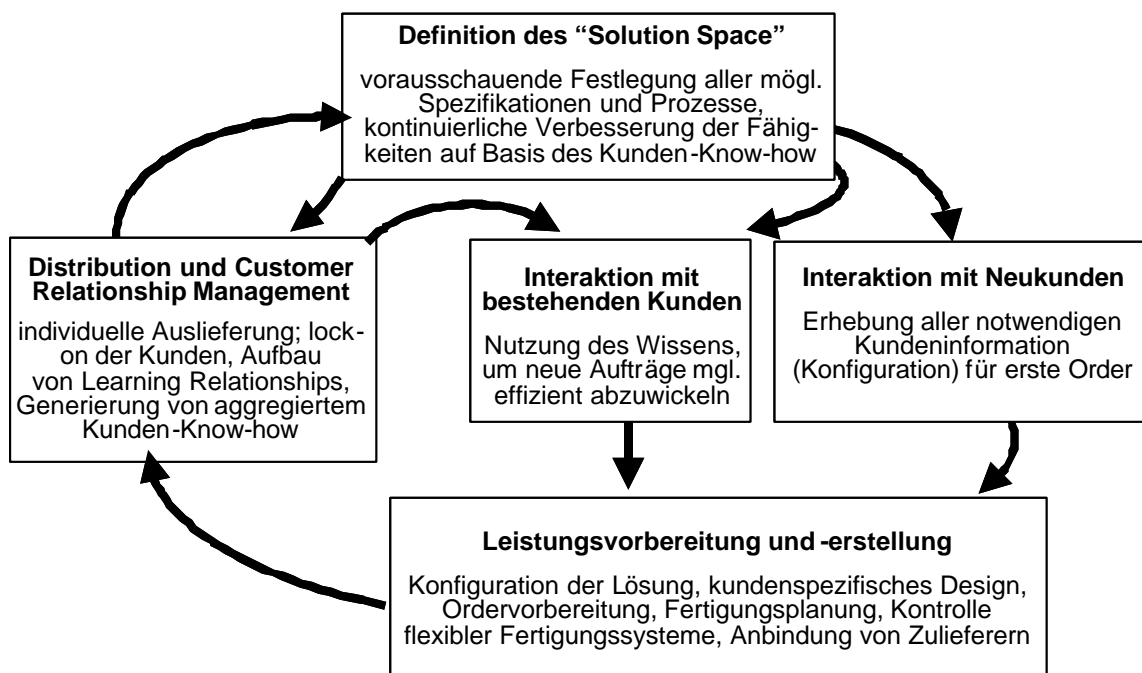 Definition des “Solution Space”
vorausschauende Festlegung aller mögl.
Spezifikationen und Prozesse,
kontinuierliche Verbesserung der Fähig-
keiten auf Basis des Kunden-Know-how
Distribution und Customer
Relationship Management
individuelle Auslieferung; lock-
on der Kunden, Aufbau
von Learning Relationships,
Generierung von aggregiertem
Kunden-Know-how
Interaktion mit
bestehenden Kunden
Nutzung des Wissens,
um neue Aufträge mgl.
effizient abzuwickeln
Interaktion mit Neukunden
Erhebung aller notwendigen
Kundeninformation
(Konfiguration) für erste Order
Leistungsvorbereitung und -erstellung
Konfiguration der Lösung, kundenspezifisches Design,
Ordervorbereitung, Fertigungsplanung, Kontrolle
flexibler Fertigungssysteme, Anbindung von Zulieferern